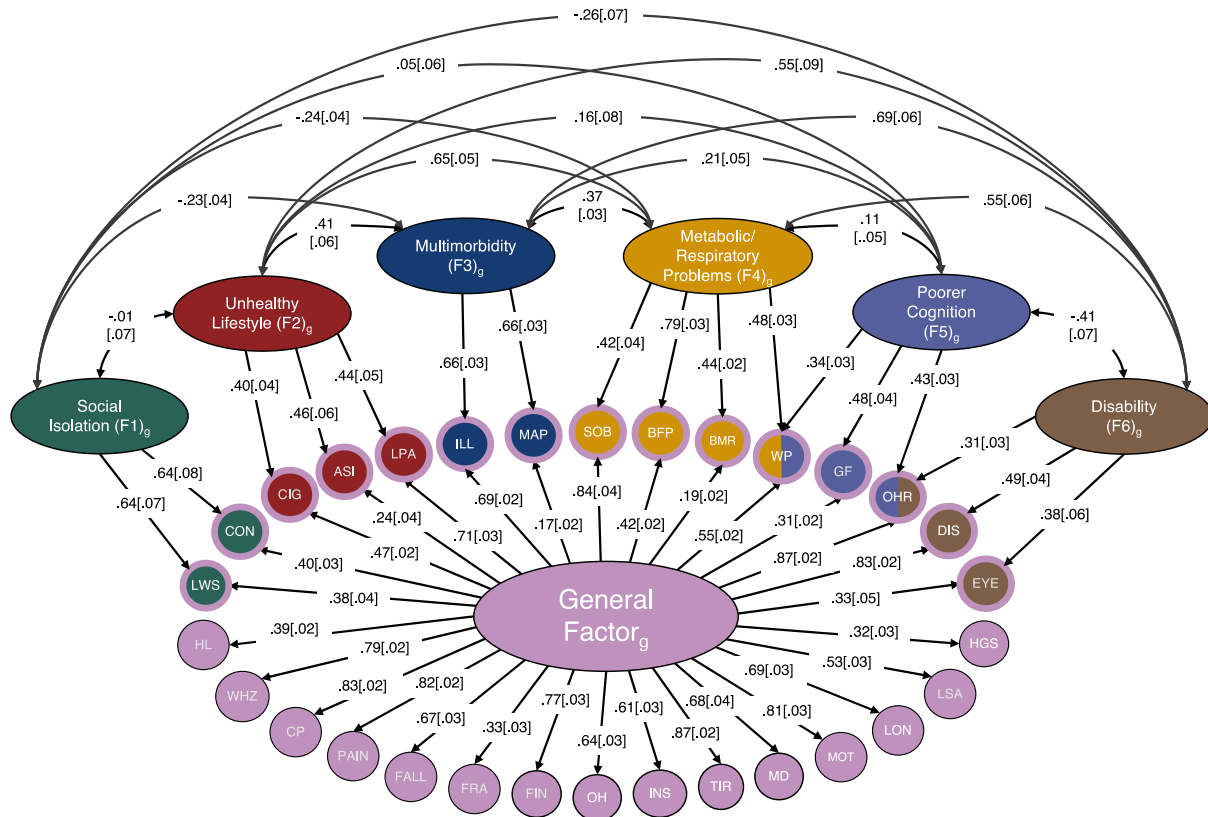 -.26[.07]
.05[.06]
.55[.09]
-.24[.04]
.16[.08]
.69[.06]
.65[.05]
.21[.05]
-.23[.04]
.37
[.03]
.55[.06]
.41
[.06]
.11
[.05]
Multimorbidity
(F3)g
Metabolic/
Respiratory
Problems (F4)g
Unhealthy
Lifestyle (F2)g
Poorer
Cognition
(F5)g
-.01
[.07]
-.41
[.07]
Social
Isolation (F1)g
Disability
(F6)g
.66[.03]
.79[.03]
.48[.03]
.42[.04]
.66[.03]
.44[.02]
.34[.03]
.40[.04]
.44[.05]
.43[.03]
.46[.06]
.48[.04]
.31[.03]
.64[.08]
.49[.04]
.64[.07]
.38[.06]
ILL
MAP
SOB
BFP
BMR
WP
LPA
ASI
GF
CIG
OHR
CON
DIS
LWS
EYE
.69[.02]
.17[.02]
.84[.04]
.42[.02]
.19[.02]
.24[.04]
.71[.03]
.55[.02]
.31[.02]
.47[.02]
.87[.02]
.40[.03]
.83[.02]
.38[.04]
.33[.05]
General
Factorg
.39[.02]
.32[.03]
HL
HGS
.79[.02]
.53[.03]
.69[.03]
WHZ
LSA
.83[.02]
.82[.02]
.67[.03]
.33[.03]
.77[.03]
.64[.03]
.61[.03]
.87[.02]
.68[.04]
.81[.03]
CP
LON
PAIN
MOT
FALL
MD
FRA
TIR
FIN
OH
INS